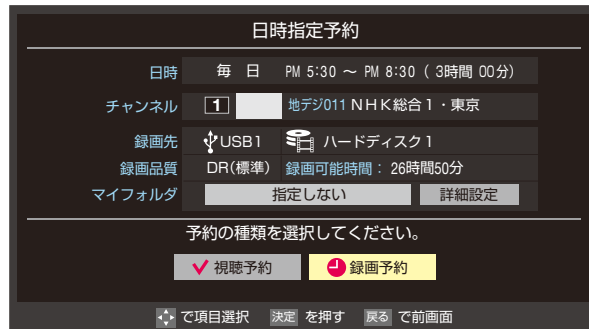 日時指定予約
日時 毎 日 PM 5:30 ～ PM 8:30 ( 3時間 00分)
チャンネル 1 地デジ011 NHK総合1・東京
録画先 USB1 ハードディスク1
録画品質 DR(標準) 録画可能時間： 26時間50分
マイフォルダ 指定しない 詳細設定
予約の種類を選択してください。
視聴予約 録画予約
で項目選択 決定 を押す 戻る で前画面